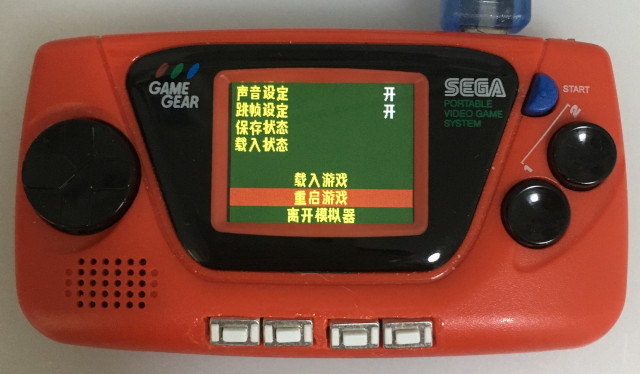 GAME
GEAR
声音设定 开
跳帧设定 开
保存状态
载入状态
载入游戏
重启游戏
离开模拟器
SEGA
PORTABLE
VIDEO GAME
SYSTEM
START
2
1